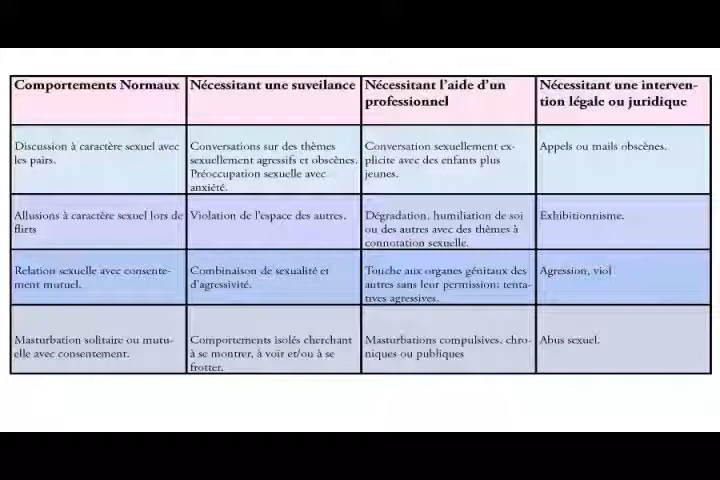 Comportements Normaux
Nécessitant une suveilance
Nécessitant l'aide d'un
professionnel
Nécessitant une interven-
tion légale ou juridique
Discussion à caractère sexuel avec
les pairs.
Conversations sur des thèmes
sexuellement agressifs et obscènes.
Préoccupation sexuelle avec
anxiété.
Conversation sexuellement ex-
plicite avec des enfants plus
jeunes.
Appels ou mails obscènes.
Allusions à caractère sexuel lors de
flirts
Violation de l'espace des autres.
Dégradation, humiliation de soi
ou des autres avec des thèmes à
connotation sexuelle.
Exhibitionnisme.
Relation sexuelle avec consente-
ment mutuel.
Combinaison de sexualité et
d'agressivité.
Touche aux organes génitaux des
autres sans leur permission; tenta-
tives agressives.
Agression, viol
Masturbation solitaire ou mutu-
elle avec consentement.
Comportements isolés cherchant
à se montrer, à voir et/ou à se
frotter.
Masturbations compulsives, chro-
niques ou publiques
Abus sexuel.